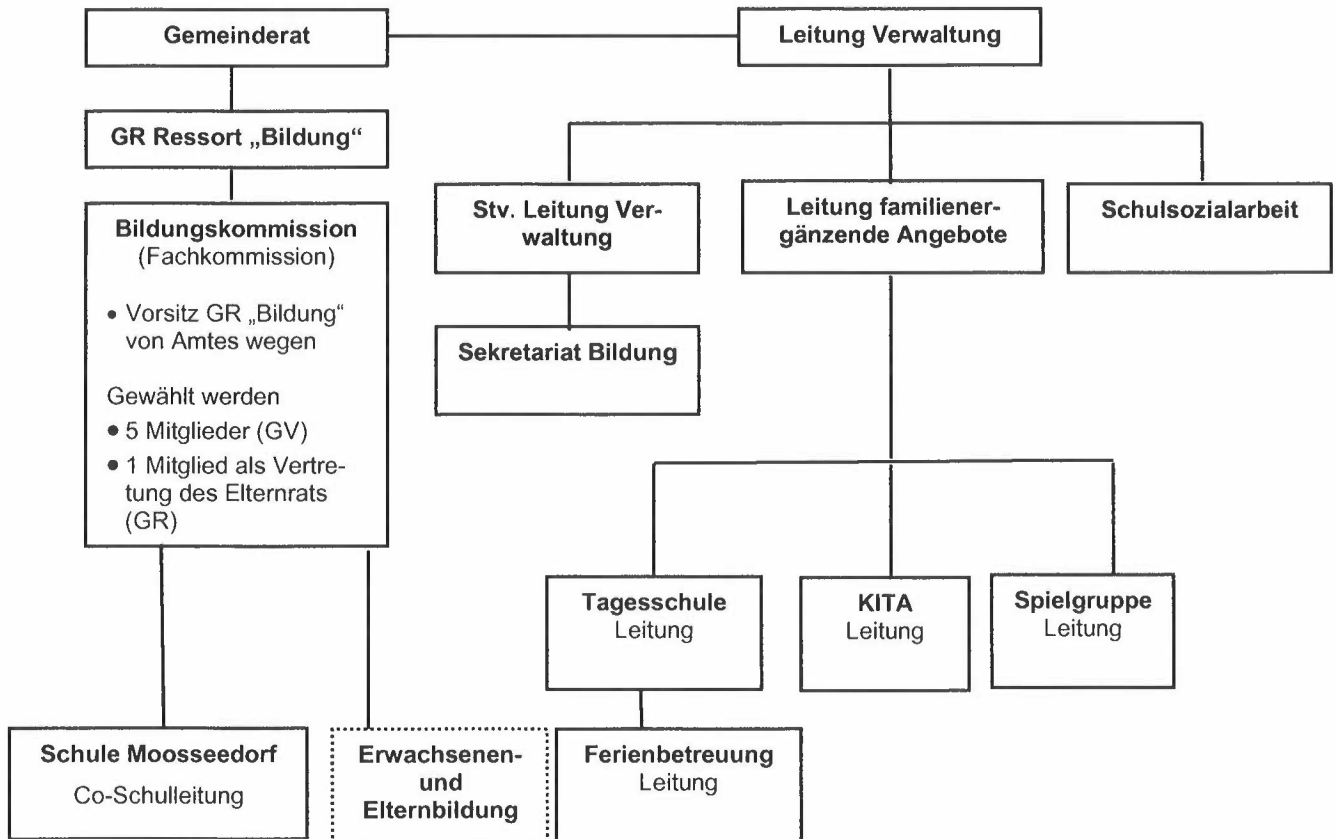 Gemeinderat
Leitung Verwaltung
GR Ressort „Bildung“
Bildungskommission
(Fachkommission)
• Vorsitz GR „Bildung“
von Amtes wegen
Gewählt werden
• 5 Mitglieder (GV)
• 1 Mitglied als Vertre-
tung des Elternrats
(GR)
Stv. Leitung Ver-
waltung
Leitung familiener-
gänzende Angebote
Schulsozialarbeit
Sekretariat Bildung
Tagesschule
Leitung
KITA
Leitung
Spielgruppe
Leitung
Schule Moosseedorf
Co-Schulleitung
Erwachsenen-
und
Elternbildung
Ferienbetreuung
Leitung